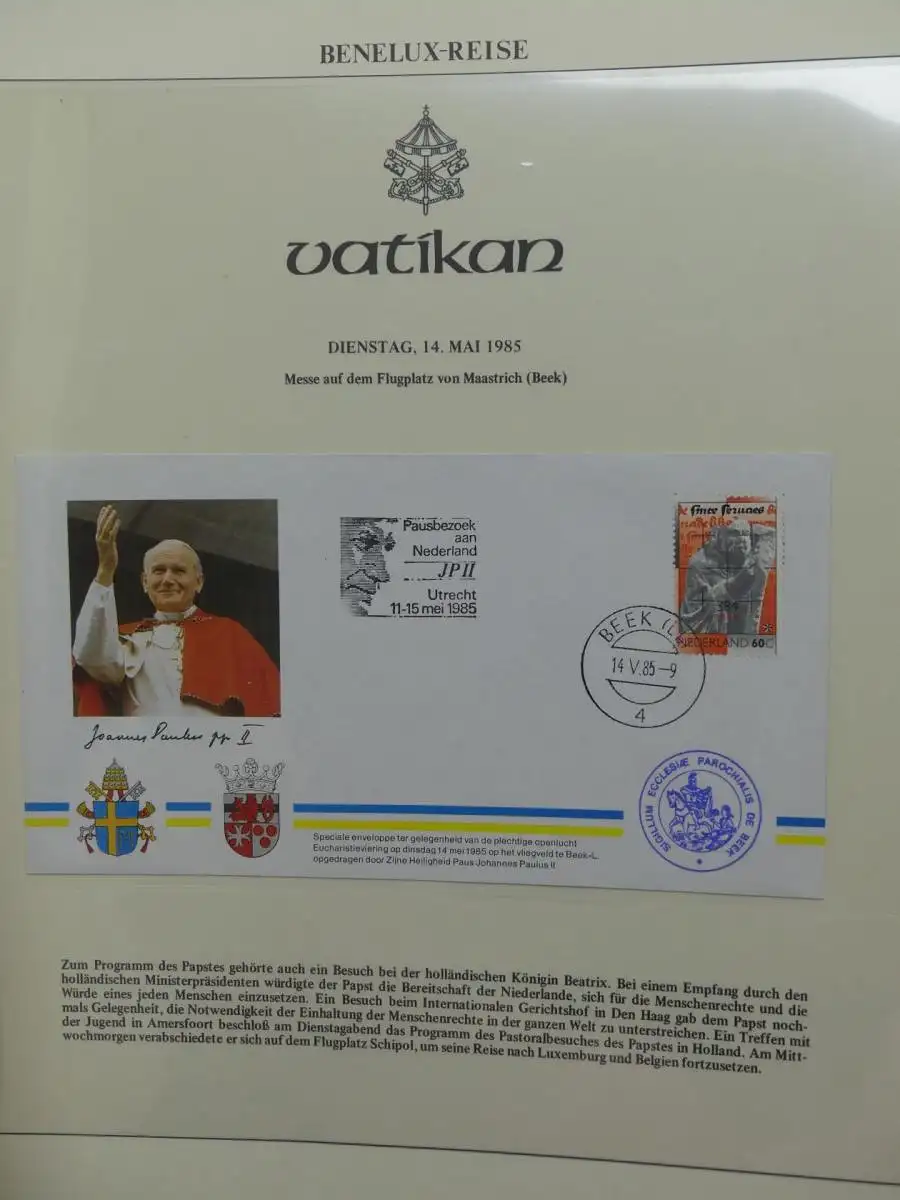 BENELUX-REISE
vatikan
DIENSTAG, 14. MAI 1985
Messe auf dem Flugplatz von Maastrich (Beek)
Pausbezoek
aan
Nederland
JP II
Utrecht
11-15 mei 1985
NEDERLAND 60 C
BEEK (L
14 V.85-9
4
Joannes Paulus pp II
SIGILLUM ECCLESIÆ PAROCHIALIS DE BEEK
Speciale enveloppe ter gelegenheid van de plechtige openlucht
Eucharistieviering op dinsdag 14 mei 1985 op het vliegveld te Beek-L.
opgedragen door Zijne Heiligheid Paus Johannes Paulus II
Zum Programm des Papstes gehörte auch ein Besuch bei der holländischen Königin Beatrix. Bei einem Empfang durch den
holländischen Ministerpräsidenten würdigte der Papst die Bereitschaft der Niederlande, sich für die Menschenrechte und die
Würde eines jeden Menschen einzusetzen. Ein Besuch beim Internationalen Gerichtshof in Den Haag gab dem Papst noch-
mals Gelegenheit, die Notwendigkeit der Einhaltung der Menschenrechte in der ganzen Welt zu unterstreichen. Ein Treffen mit
der Jugend in Amersfoort beschloß am Dienstagabend das Programm des Pastoralbesuches des Papstes in Holland. Am Mitt-
wochmorgen verabschiedete er sich auf dem Flugplatz Schipol, um seine Reise nach Luxemburg und Belgien fortzusetzen.